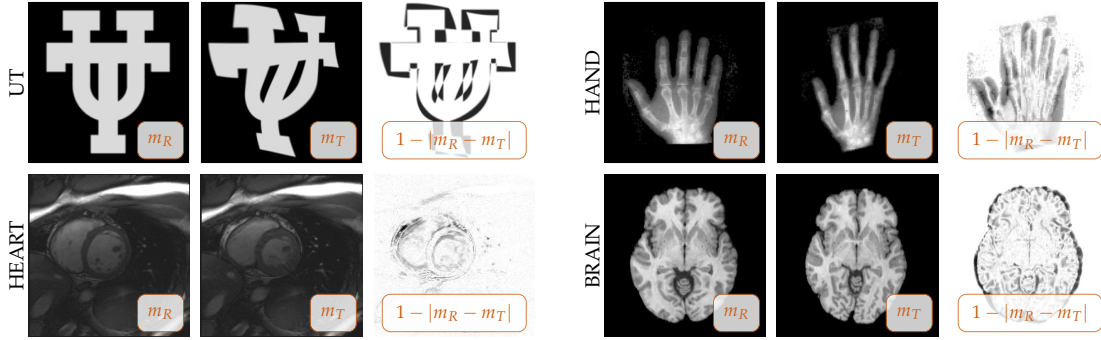 UT
m_R
m_T
1 − |m_R − m_T|
HAND
m_R
m_T
1 − |m_R − m_T|
HEART
m_R
m_T
1 − |m_R − m_T|
BRAIN
m_R
m_T
1 − |m_R − m_T|